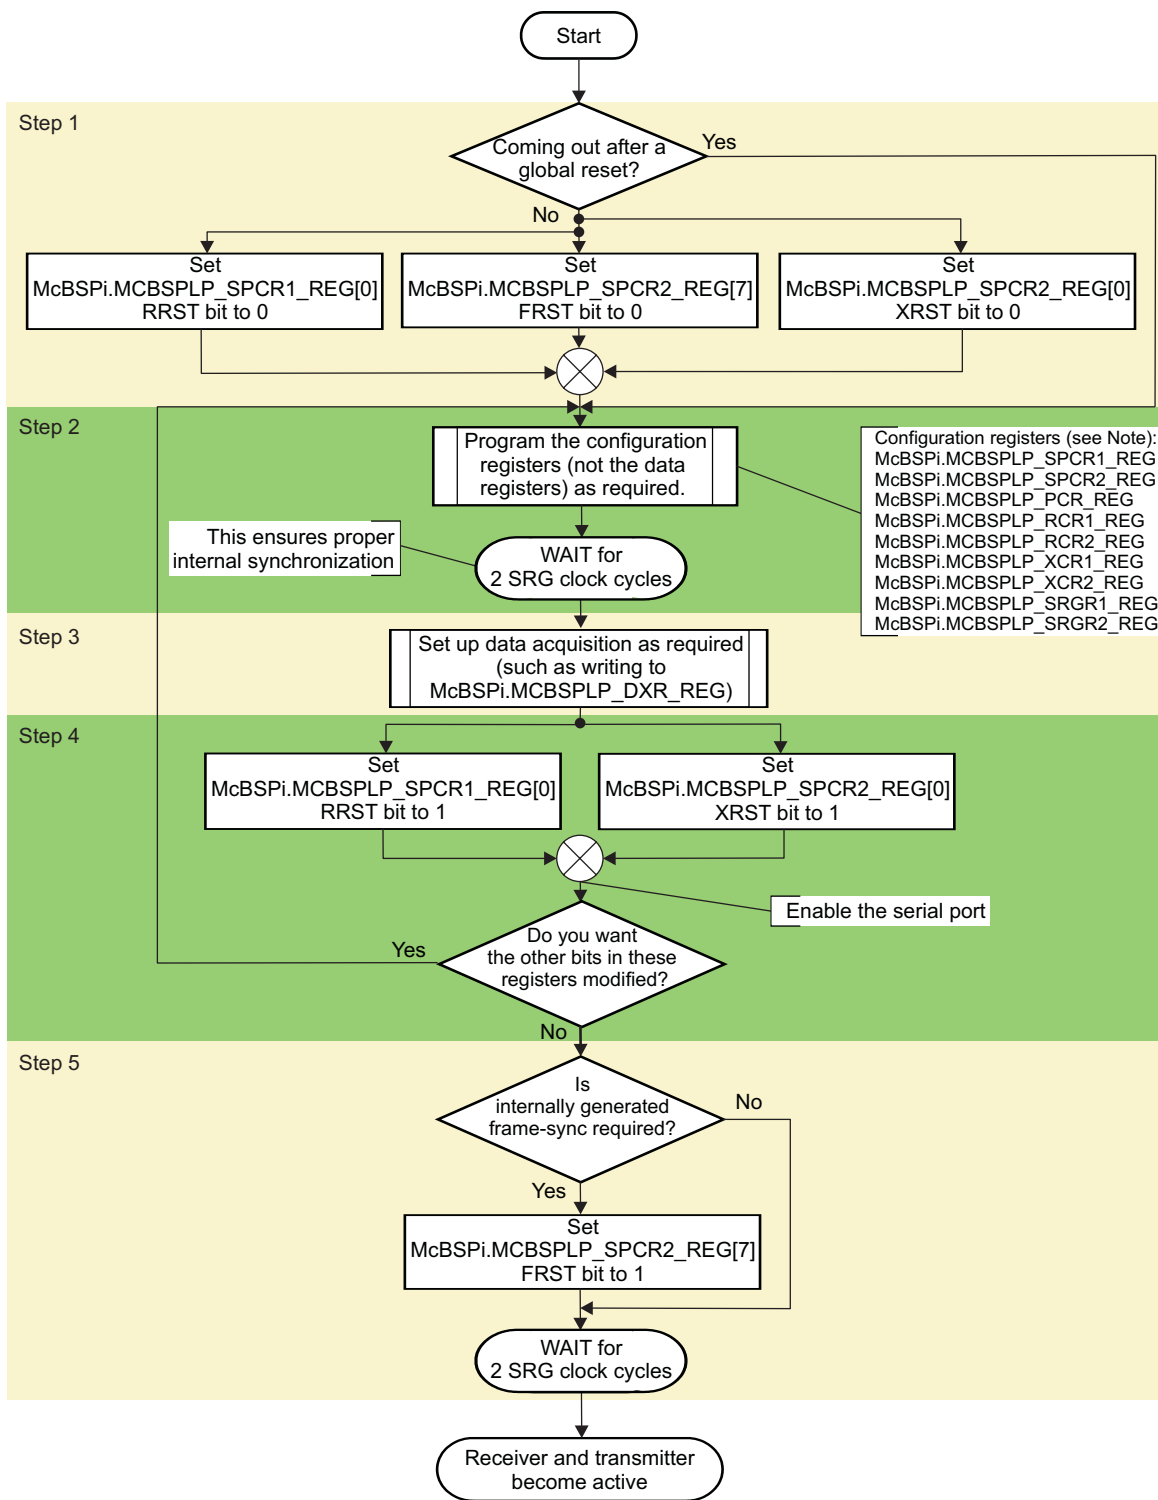 Start
Step 1
Coming out after a
global reset?
Yes
No
Set
McBSPi.MCBSPLP_SPCR1_REG[0]
RRST bit to 0
Set
McBSPi.MCBSPLP_SPCR2_REG[7]
FRST bit to 0
Set
McBSPi.MCBSPLP_SPCR2_REG[0]
XRST bit to 0
Step 2
Program the configuration
registers (not the data
registers) as required.
Configuration registers (see Note):
McBSPi.MCBSPLP_SPCR1_REG
McBSPi.MCBSPLP_SPCR2_REG
McBSPi.MCBSPLP_PCR_REG
McBSPi.MCBSPLP_RCR1_REG
McBSPi.MCBSPLP_RCR2_REG
McBSPi.MCBSPLP_XCR1_REG
McBSPi.MCBSPLP_XCR2_REG
McBSPi.MCBSPLP_SRGR1_REG
McBSPi.MCBSPLP_SRGR2_REG
This ensures proper
internal synchronization
WAIT for
2 SRG clock cycles
Step 3
Set up data acquisition as required
(such as writing to
McBSPi.MCBSPLP_DXR_REG)
Step 4
Set
McBSPi.MCBSPLP_SPCR1_REG[0]
RRST bit to 1
Set
McBSPi.MCBSPLP_SPCR2_REG[0]
XRST bit to 1
Enable the serial port
Do you want
the other bits in these
registers modified?
Yes
No
Step 5
Is
internally generated
frame-sync required?
No
Yes
Set
McBSPi.MCBSPLP_SPCR2_REG[7]
FRST bit to 1
WAIT for
2 SRG clock cycles
Receiver and transmitter
become active